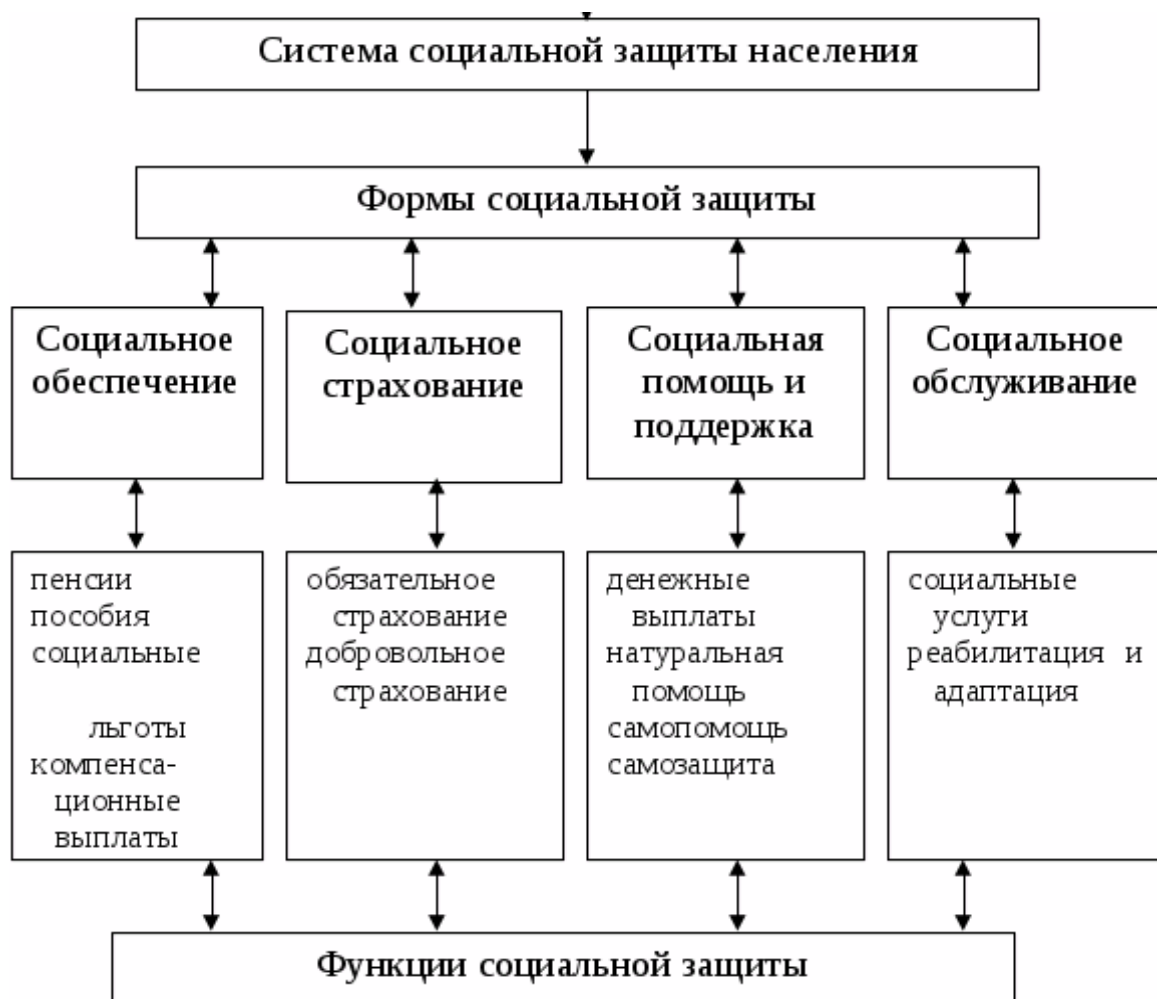 Система социальной защиты населения
Формы социальной защиты
Социальное
обеспечение
Социальное
страхование
Социальная
помощь и
поддержка
Социальное
обслуживание
пенсии
пособия
социальные
льготы
компенса-
ционные
выплаты
обязательное
страхование
добровольное
страхование
денежные
выплаты
натуральная
помощь
самопомощь
самозащита
социальные
услуги
реабилитация и
адаптация
Функции социальной защиты